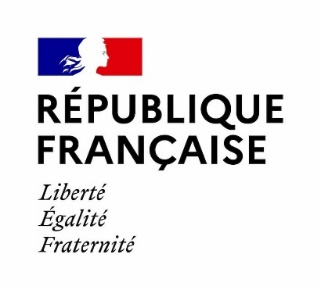 RÉPUBLIQUE
FRANÇAISE
Liberté
Égalité
Fraternité